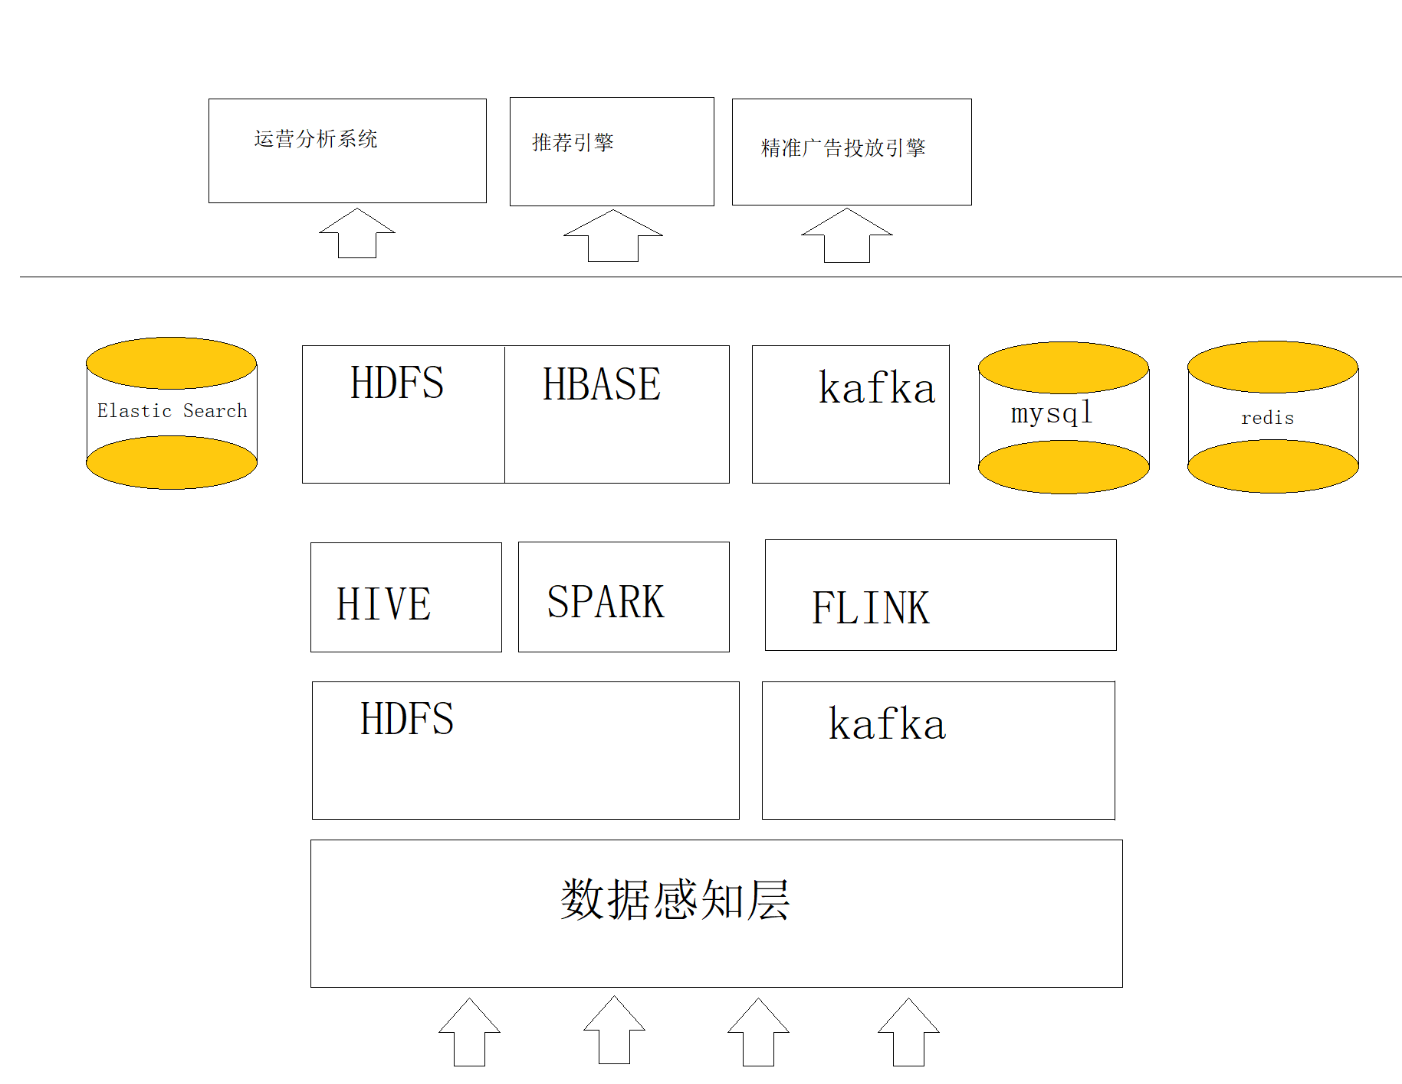 运营分析系统
推荐引擎
精准广告投放引擎
Elastic Search
HDFS
HBASE
kafka
mysql
redis
HIVE
SPARK
FLINK
HDFS
kafka
数据感知层